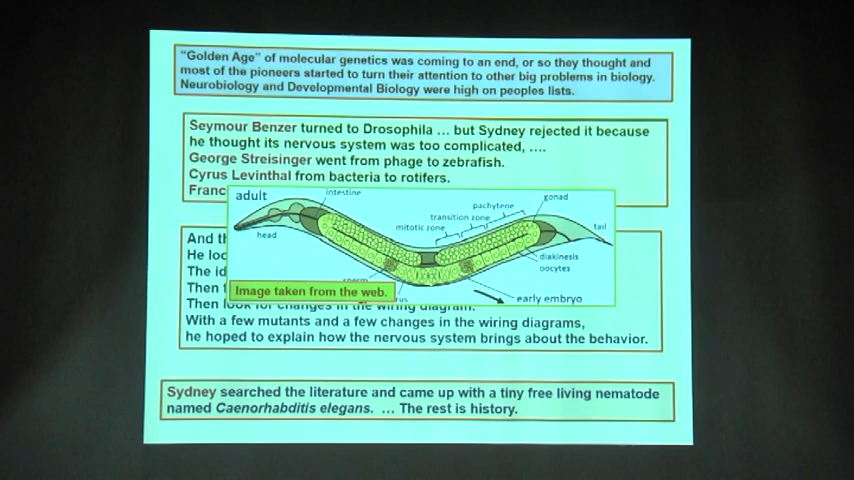 "Golden Age" of molecular genetics was coming to an end, or so they thought and
most of the pioneers started to turn their attention to other big problems in biology.
Neurobiology and Developmental Biology were high on peoples lists.
Seymour Benzer turned to Drosophila ... but Sydney rejected it because
he thought its nervous system was too complicated, ....
George Streisinger went from phage to zebrafish.
Cyrus Levinthal from bacteria to rotifers.
Franc
adult
intestine
gonad
pachytene
transition zone
mitotic zone
tail
head
diakinesis
oocytes
early embryo
Image taken from the web.
And
He
The
Then
Then look for changes in the wiring diagram.
With a few mutants and a few changes in the wiring diagrams,
he hoped to explain how the nervous system brings about the behavior.
Sydney searched the literature and came up with a tiny free living nematode
named Caenorhabditis elegans. ... The rest is history.